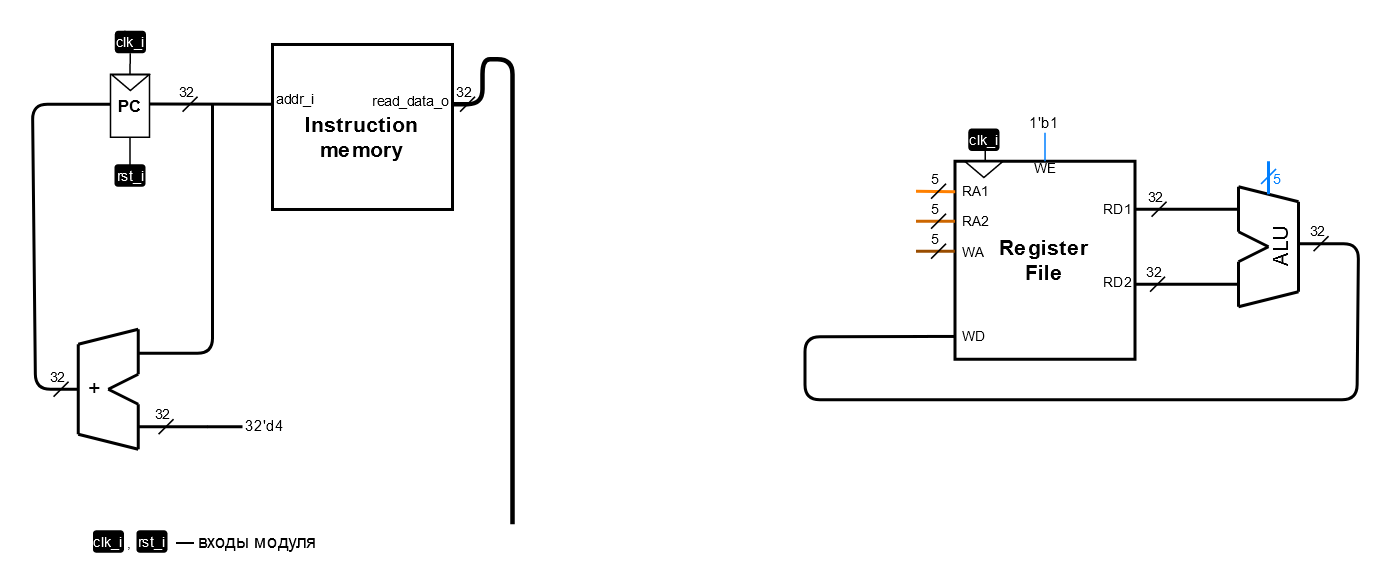 clk_i
PC
rst_i
32
addr_i
read_data_o
32
Instruction
memory
32
+
32
32'd4
clk_i , rst_i — входы модуля
1'b1
clk_i
WE
5
RA1
5
RA2
5
WA
Register
File
WD
RD1
32
RD2
32
5
ALU
32